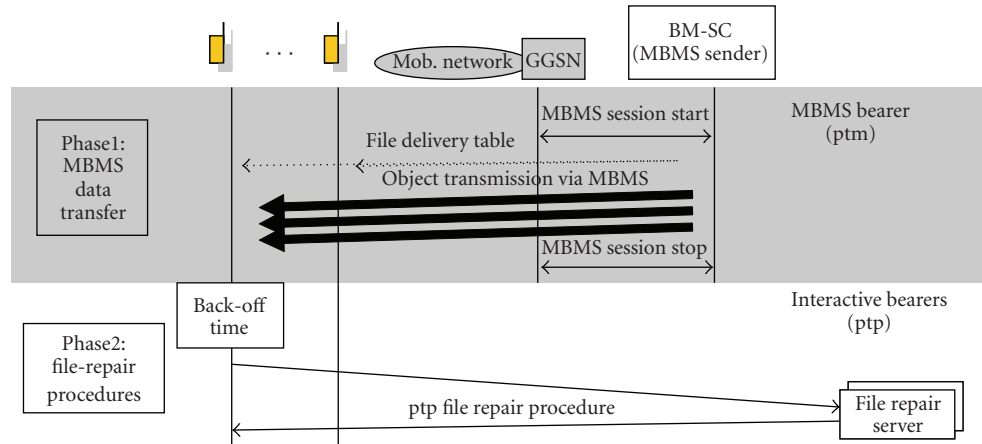 BM-SC
(MBMS sender)
. . .
Mob. network
GGSN
MBMS session start
MBMS bearer
(ptm)
Phase1:
MBMS
data
transfer
File delivery table
Object transmission via MBMS
MBMS session stop
Back-off
time
Interactive bearers
(ptp)
Phase2:
file-repair
procedures
ptp file repair procedure
File repair
server